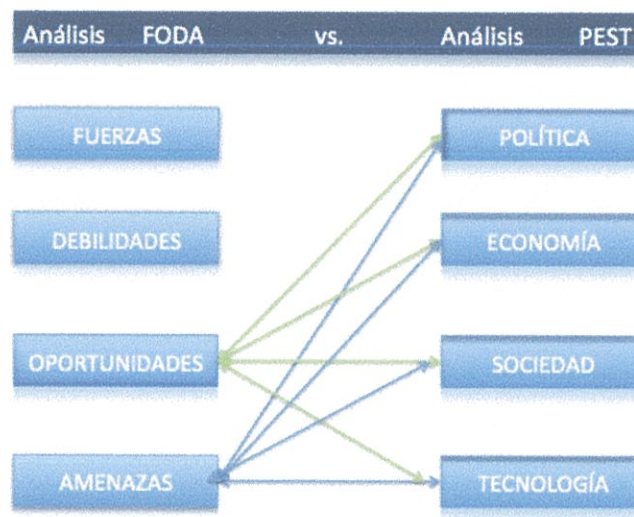 Análisis FODA vs. Análisis PEST
FUERZAS POLÍTICA
DEBILIDADES ECONOMÍA
OPORTUNIDADES SOCIEDAD
AMENAZAS TECNOLOGÍA